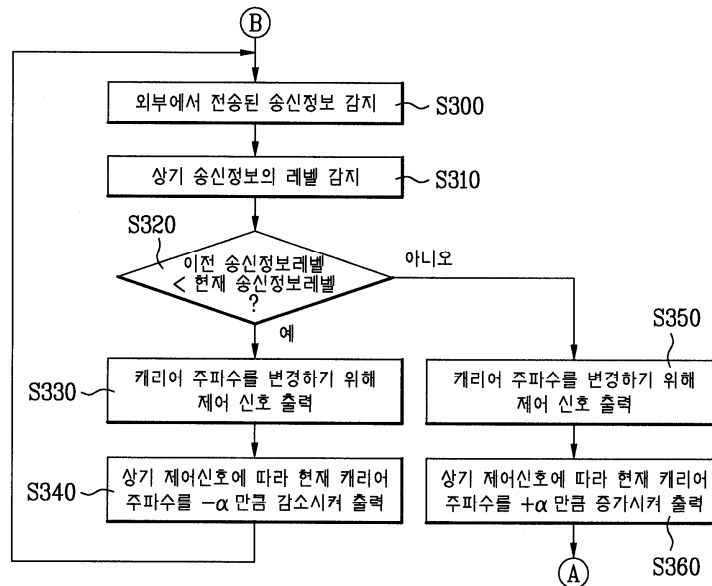 B
외부에서 전송된 송신정보 감지
S300
상기 송신정보의 레벨 감지
S310
S320
이전 송신정보레벨
< 현재 송신정보레벨
?
아니오
예
S330
캐리어 주파수를 변경하기 위해
제어 신호 출력
S350
캐리어 주파수를 변경하기 위해
제어 신호 출력
S340
상기 제어신호에 따라 현재 캐리어
주파수를 -α 만큼 감소시켜 출력
상기 제어신호에 따라 현재 캐리어
주파수를 +α 만큼 증가시켜 출력
S360
A